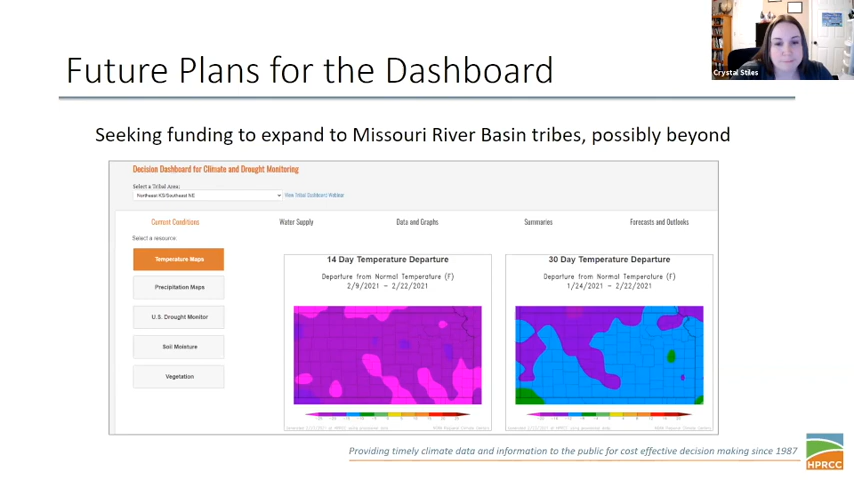 Crystal Stiles
Future Plans for the Dashboard
Seeking funding to expand to Missouri River Basin tribes, possibly beyond
Decision Dashboard for Climate and Drought Monitoring
Select a Tribal Area:
Northeast KS/Southeast NE
View Tribal Dashboard Webinar
Current Conditions
Water Supply
Data and Graphs
Summaries
Forecasts and Outlooks
Select a resource:
Temperature Maps
Precipitation Maps
U.S. Drought Monitor
Soil Moisture
Vegetation
14 Day Temperature Departure
Departure from Normal Temperature (F)
2/9/2021 – 2/22/2021
30 Day Temperature Departure
Departure from Normal Temperature (F)
1/24/2021 – 2/22/2021
Providing timely climate data and information to the public for cost effective decision making since 1987
HPRCC